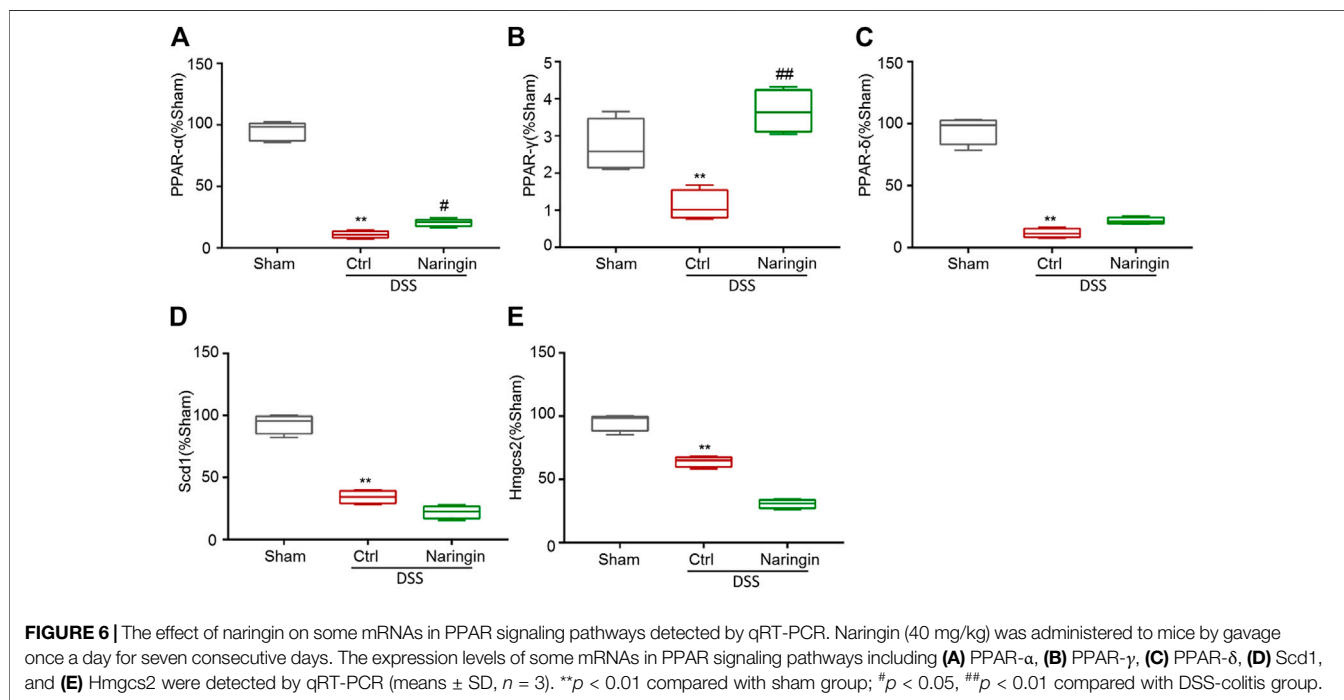 A
B
C
PPAR-α(%Sham)
150
100
50
0
**
#
Sham
Ctrl
Naringin
DSS
PPAR-γ(%Sham)
5
4
3
2
1
0
**
##
Sham
Ctrl
Naringin
DSS
PPAR-δ(%Sham)
150
100
50
0
**
Sham
Ctrl
Naringin
DSS
D
E
Scd1(%Sham)
150
100
50
0
**
Sham
Ctrl
Naringin
DSS
Hmgcs2(%Sham)
150
100
50
0
**
Sham
Ctrl
Naringin
DSS
FIGURE 6 | The effect of naringin on some mRNAs in PPAR signaling pathways detected by qRT-PCR. Naringin (40 mg/kg) was administered to mice by gavage
once a day for seven consecutive days. The expression levels of some mRNAs in PPAR signaling pathways including (A) PPAR-α, (B) PPAR-γ, (C) PPAR-δ, (D) Scd1,
and (E) Hmgcs2 were detected by qRT-PCR (means ± SD, n = 3). **p < 0.01 compared with sham group; #p < 0.05, ##p < 0.01 compared with DSS-colitis group.